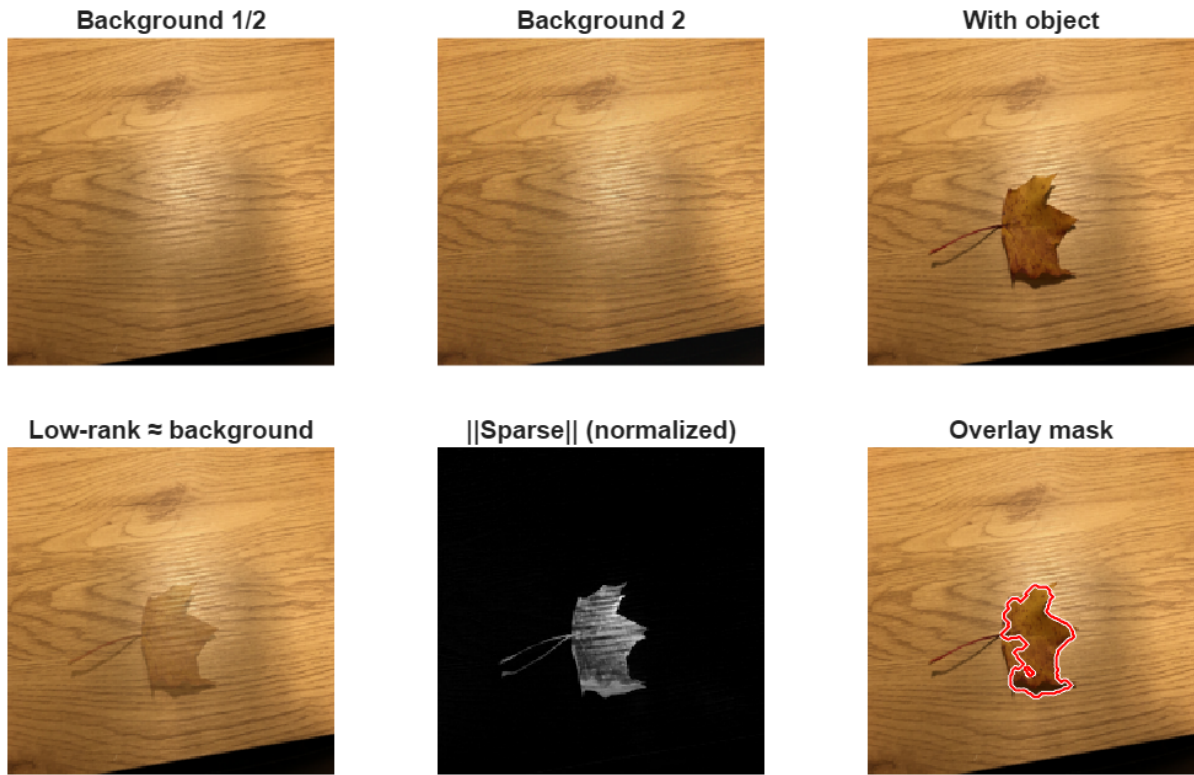 Background 1/2
Background 2
With object
Low-rank ≈ background
||Sparse|| (normalized)
Overlay mask